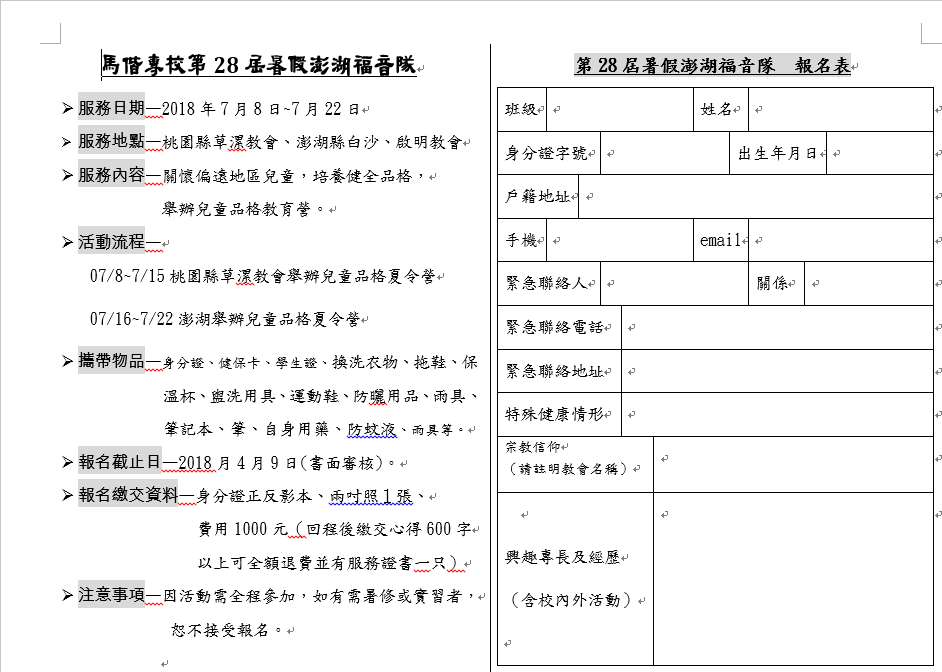 馬偕專校第 28 屆暑假澎湖福音隊
服務日期—2018 年 7 月 8 日~7 月 22 日
服務地點—桃園縣草漯教會、澎湖縣白沙、啟明教會
服務內容—關懷偏遠地區兒童，培養健全品格，
舉辦兒童品格教育營。
活動流程—
07/8~7/15 桃園縣草漯教會舉辦兒童品格夏令營
07/16~7/22 澎湖舉辦兒童品格夏令營
攜帶物品—身分證、健保卡、學生證、換洗衣物、拖鞋、保
溫杯、盥洗用具、運動鞋、防曬用品、雨具、
筆記本、筆、自身用藥、防蚊液、雨具等。
報名截止日—2018 月 4 月 9 日(書面審核)。
報名繳交資料—身分證正反影本、兩吋照 1 張、
費用 1000 元（回程後繳交心得 600 字
以上可全額退費並有服務證書一只）
注意事項—因活動需全程參加，如有需暑修或實習者，
恕不接受報名。
第 28 屆暑假澎湖福音隊　報名表
班級 姓名
身分證字號 出生年月日
戶籍地址
手機 email
緊急聯絡人 關係
緊急聯絡電話
緊急聯絡地址
特殊健康情形
宗教信仰
（請註明教會名稱）
興趣專長及經歷
（含校內外活動）